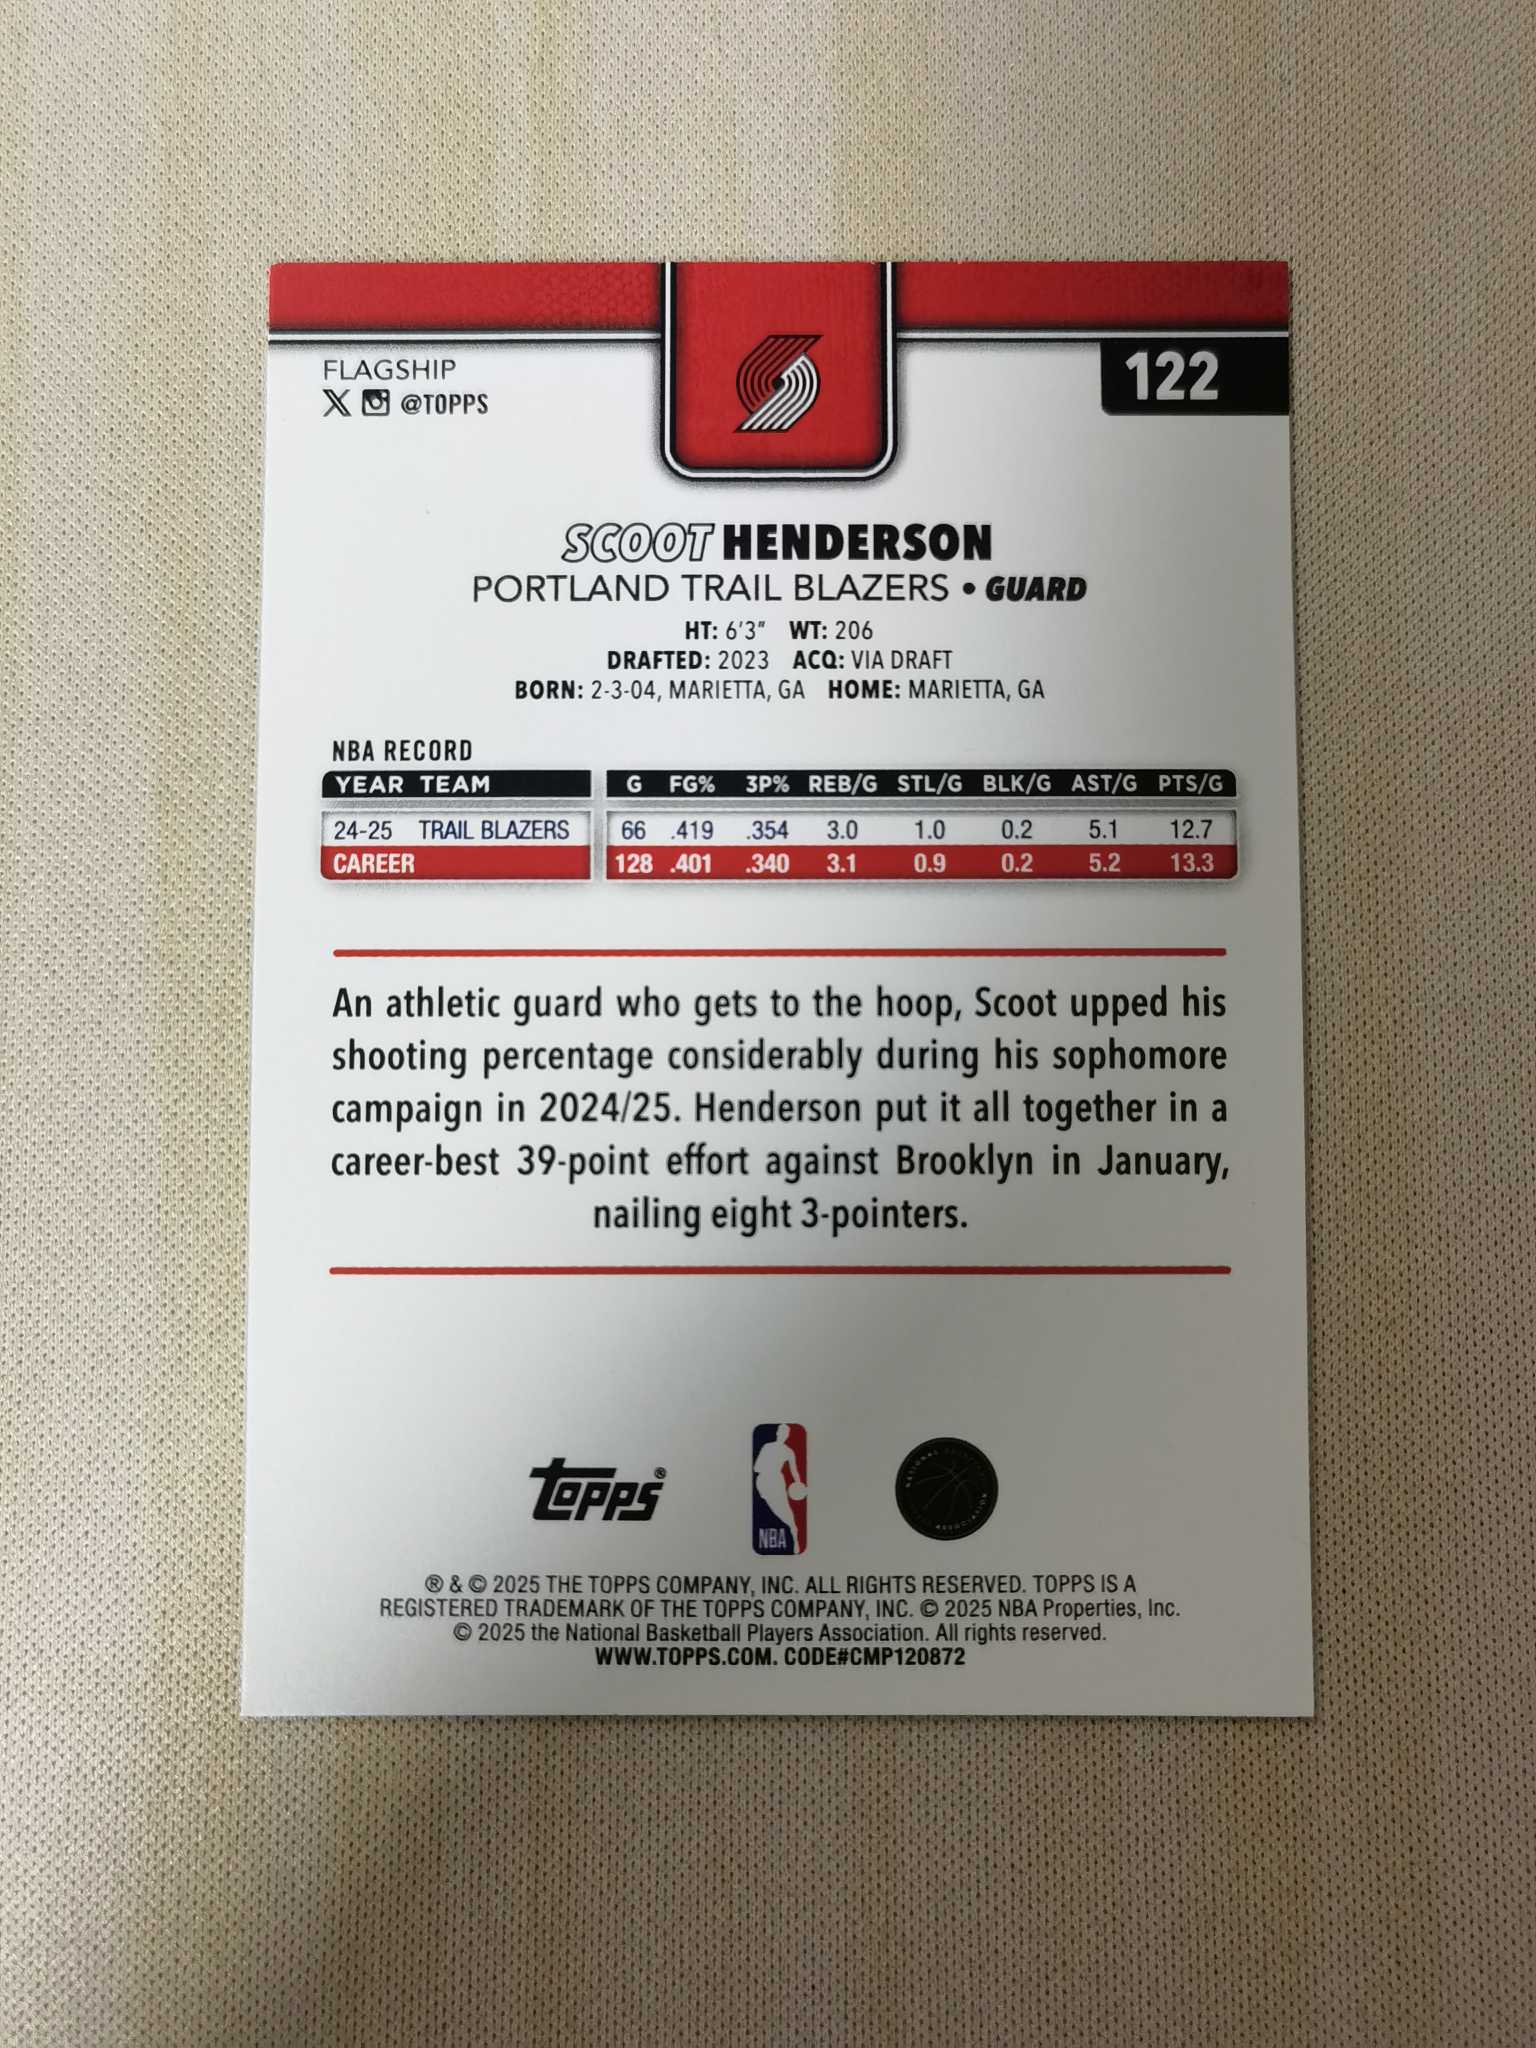 FLAGSHIP
@TOPPS
122
SCOOT HENDERSON
PORTLAND TRAIL BLAZERS • GUARD
HT: 6'3" WT: 206
DRAFTED: 2023 ACQ: VIA DRAFT
BORN: 2-3-04, MARIETTA, GA HOME: MARIETTA, GA
NBA RECORD
YEAR TEAM G FG% 3P% REB/G STL/G BLK/G AST/G PTS/G
24-25 TRAIL BLAZERS 66 .419 .354 3.0 1.0 0.2 5.1 12.7
CAREER 128 .401 .340 3.1 0.9 0.2 5.2 13.3
An athletic guard who gets to the hoop, Scoot upped his
shooting percentage considerably during his sophomore
campaign in 2024/25. Henderson put it all together in a
career-best 39-point effort against Brooklyn in January,
nailing eight 3-pointers.
Topps®
NBA
NATIONAL ASSOCIATION
® & © 2025 THE TOPPS COMPANY, INC. ALL RIGHTS RESERVED. TOPPS IS A
REGISTERED TRADEMARK OF THE TOPPS COMPANY, INC. © 2025 NBA Properties, Inc.
© 2025 the National Basketball Players Association. All rights reserved.
WWW.TOPPS.COM. CODE#CMP120872